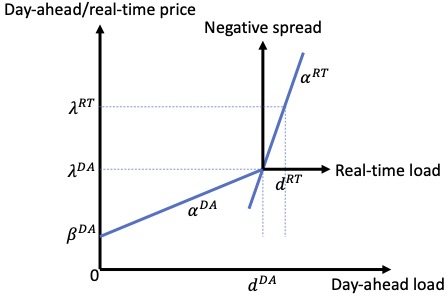 Day-ahead/real-time price
Negative spread
α^RT
λ^RT
λ^DA
Real-time load
d^RT
α^DA
β^DA
0
d^DA
Day-ahead load